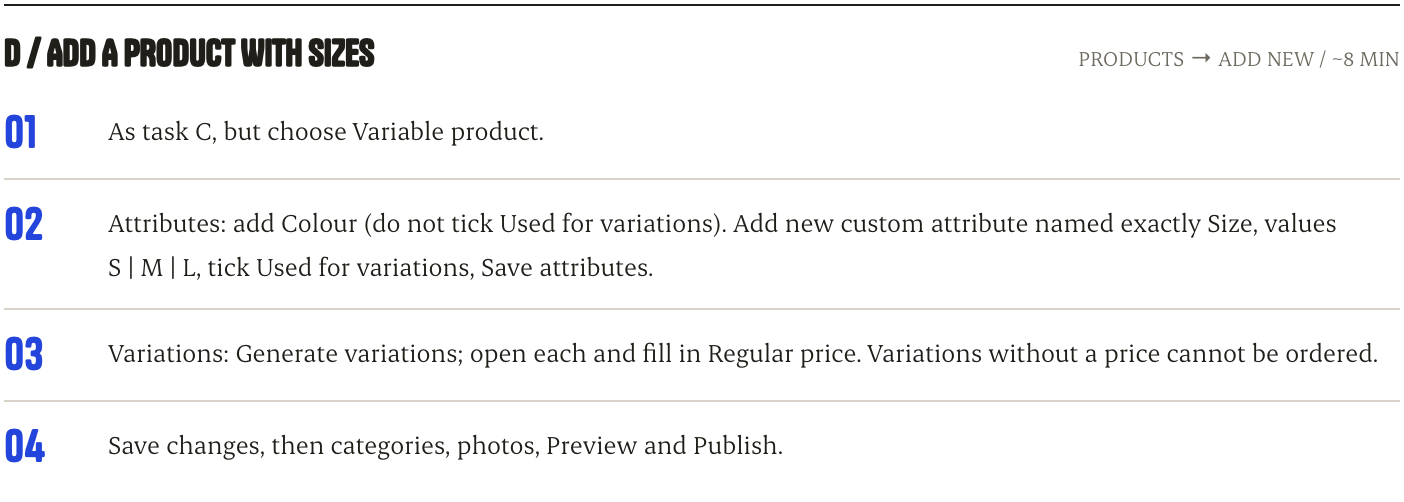 D / ADD A PRODUCT WITH SIZES
PRODUCTS → ADD NEW / ~8 MIN
01
As task C, but choose Variable product.
02
Attributes: add Colour (do not tick Used for variations). Add new custom attribute named exactly Size, values
S | M | L, tick Used for variations, Save attributes.
03
Variations: Generate variations; open each and fill in Regular price. Variations without a price cannot be ordered.
04
Save changes, then categories, photos, Preview and Publish.